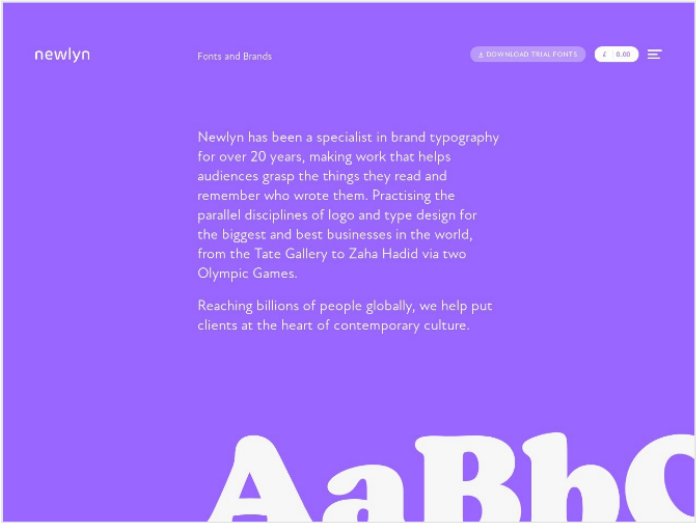 newlyn
Fonts and Brands
DOWNLOAD TRIAL FONTS
£ 0.00
Newlyn has been a specialist in brand typography
for over 20 years, making work that helps
audiences grasp the things they read and
remember who wrote them. Practising the
parallel disciplines of logo and type design for
the biggest and best businesses in the world,
from the Tate Gallery to Zaha Hadid via two
Olympic Games.
Reaching billions of people globally, we help put
clients at the heart of contemporary culture.
AaBbC